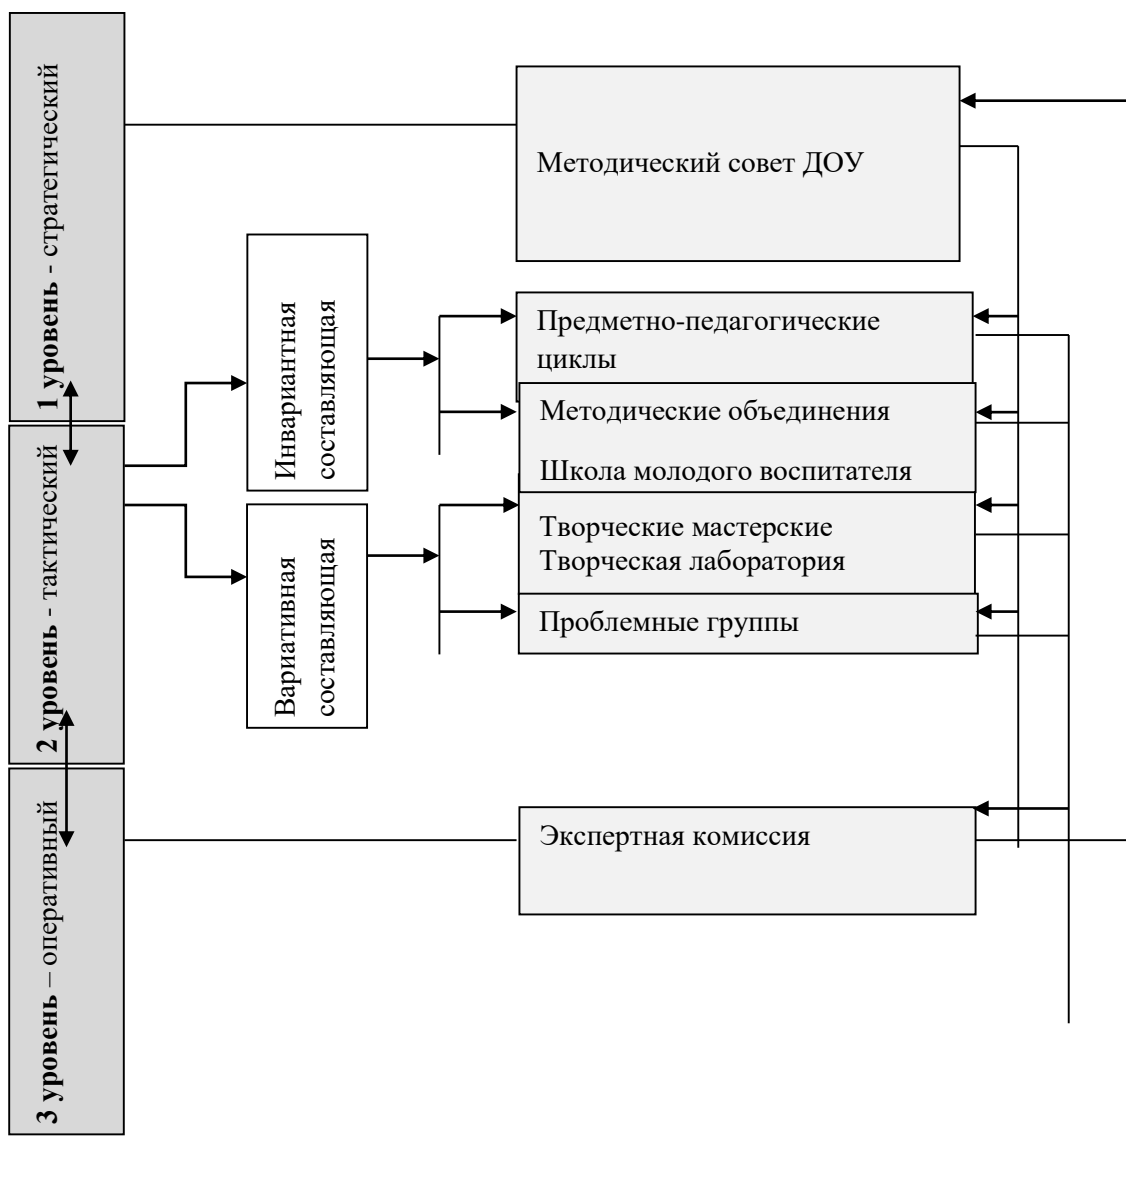 1 уровень - стратегический
Методический совет ДОУ
2 уровень - тактический
Инвариантная
составляющая
Предметно-педагогические
циклы
Методические объединения
Школа молодого воспитателя
Вариативная
составляющая
Творческие мастерские
Творческая лаборатория
Проблемные группы
3 уровень – оперативный
Экспертная комиссия